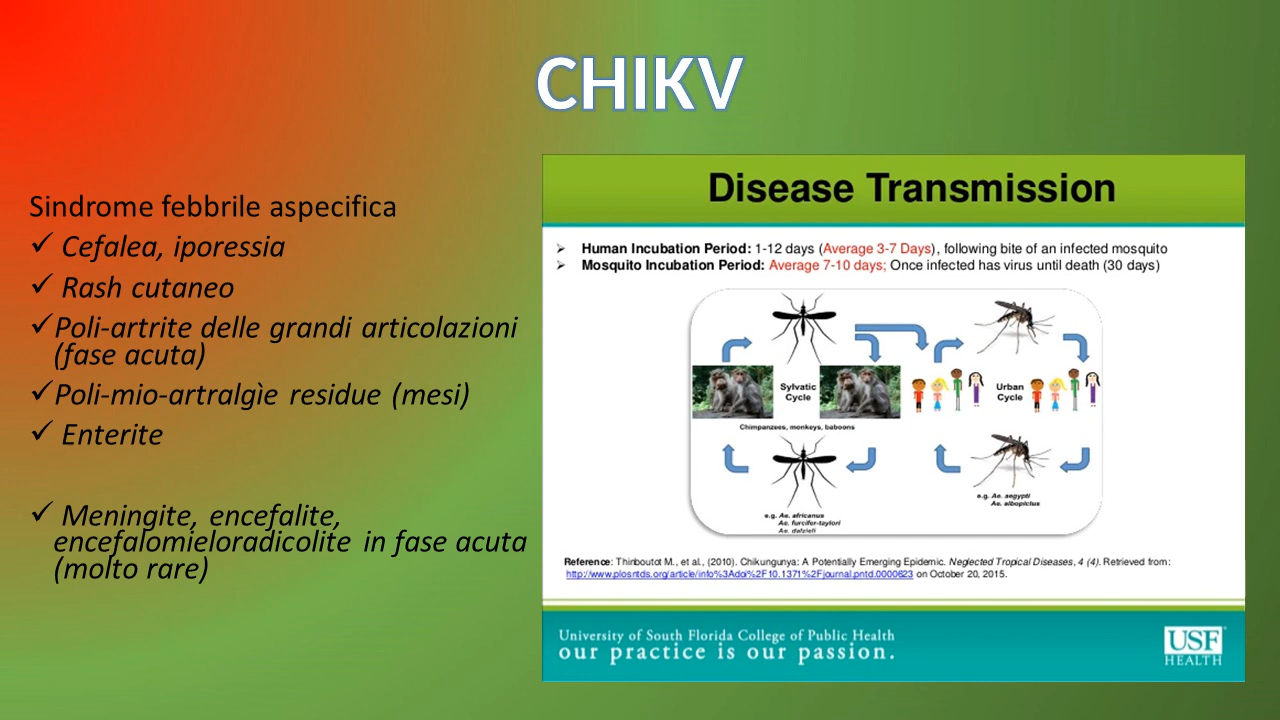 CHIKV
Sindrome febbrile aspecifica
✓ Cefalea, iporessia
✓ Rash cutaneo
✓Poli-artrite delle grandi articolazioni
(fase acuta)
✓Poli-mio-artralgìe residue (mesi)
✓ Enterite
✓ Meningite, encefalite,
encefalomieloradicolite in fase acuta
(molto rare)
Disease Transmission
➢ Human Incubation Period: 1-12 days (Average 3-7 Days), following bite of an infected mosquito
➢ Mosquito Incubation Period: Average 7-10 days; Once infected has virus until death (30 days)
Sylvatic
Cycle
Urban
Cycle
Chimpanzees, monkeys, baboons
e.g. Ae. aegypti
Ae. albopictus
e.g. Ae. africanus
Ae. furcifer-taylori
Ae. dalzieli
Reference: Thinboutot M., et al., (2010). Chikungunya: A Potentially Emerging Epidemic. Neglected Tropical Diseases, 4 (4). Retrieved from:
http://www.plosntds.org/article/info%3Adoi%2F10.1371%2Fjournal.pntd.0000623 on October 20, 2015.
University of South Florida College of Public Health
our practice is our passion.
USF
HEALTH